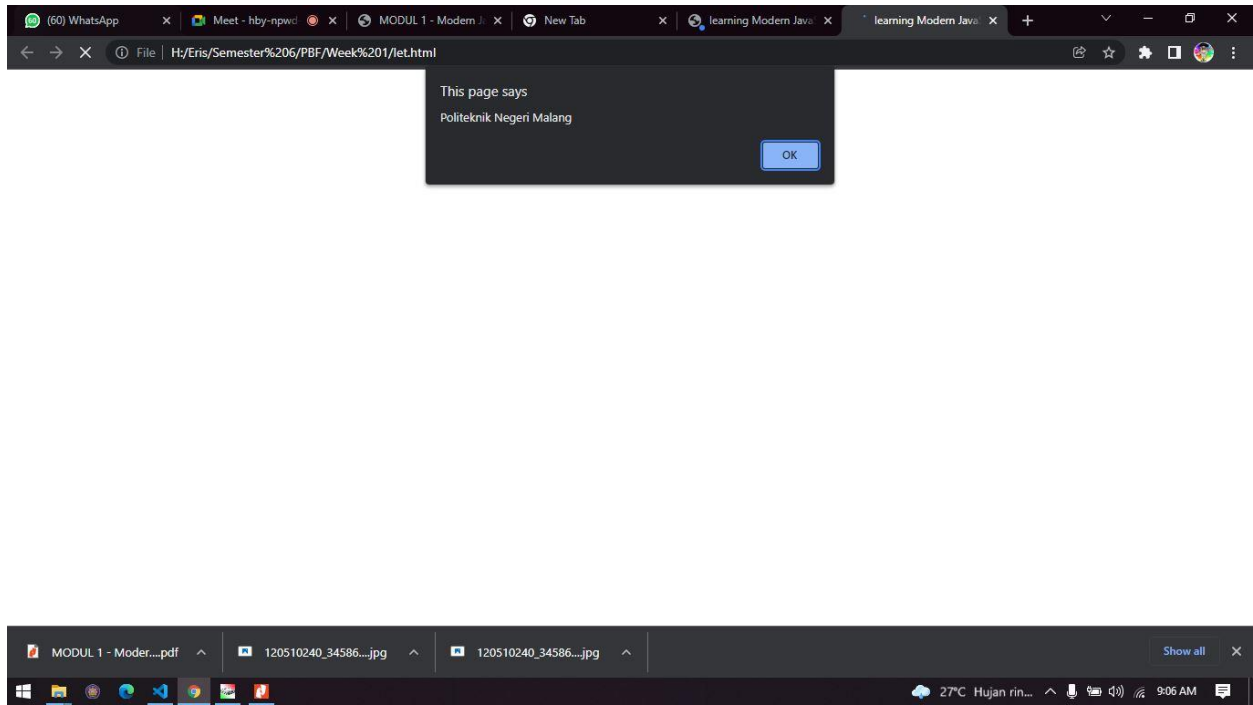 (60) WhatsApp
Meet - hby-npwd
MODUL 1 - Modern J
New Tab
learning Modern Java
learning Modern Java
File | H:/Eris/Semester%206/PBF/Week%201/let.html
This page says
Politeknik Negeri Malang
OK
MODUL 1 - Moder....pdf
120510240_34586....jpg
120510240_34586....jpg
Show all
27°C Hujan rin...
9:06 AM